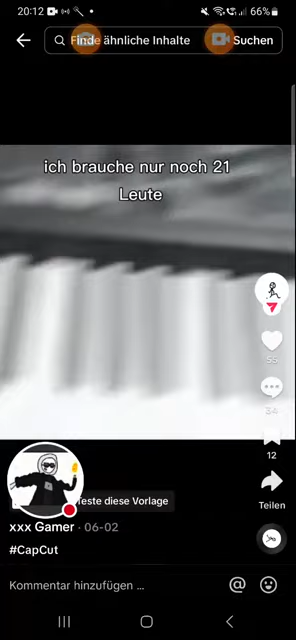 20:12
66%
Finde ähnliche Inhalte
Suchen
ich brauche nur noch 21
Leute
55
34
12
Teilen
Teste diese Vorlage
xxx Gamer · 06-02
#CapCut
Kommentar hinzufügen ...